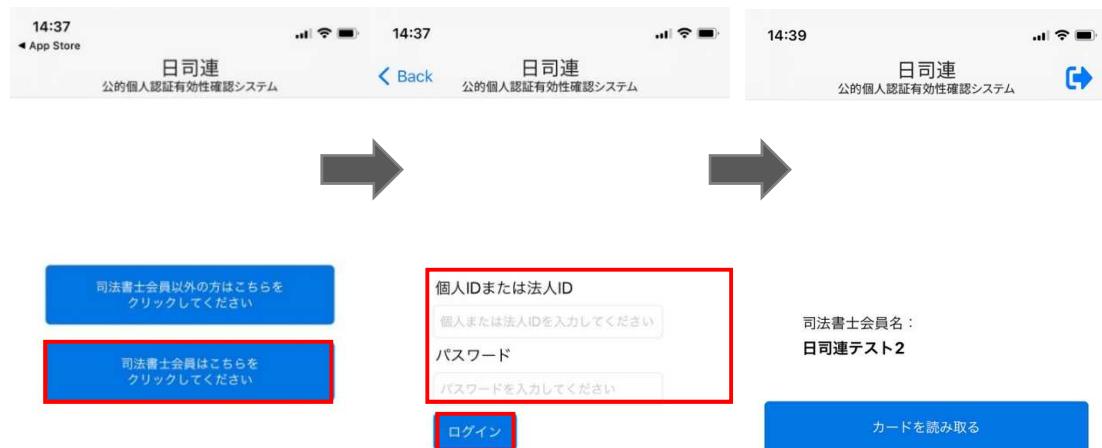 14:37
◀ App Store
日司連
公的個人認証有効性確認システム
司法書士会員以外の方はこちらを
クリックしてください
司法書士会員はこちらを
クリックしてください
14:37
Back
日司連
公的個人認証有効性確認システム
個人IDまたは法人ID
個人または法人IDを入力してください
パスワード
パスワードを入力してください
ログイン
14:39
日司連
公的個人認証有効性確認システム
司法書士会員名：
日司連テスト2
カードを読み取る